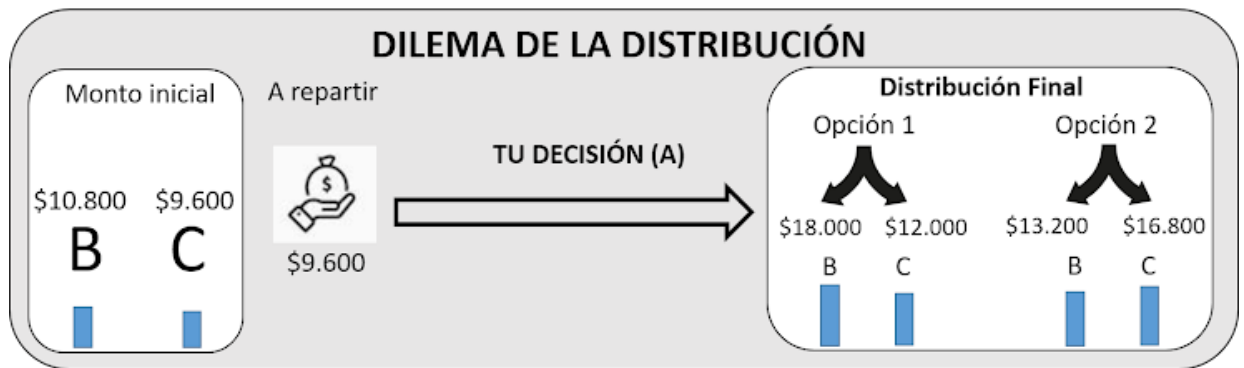 DILEMA DE LA DISTRIBUCIÓN
Monto inicial
$10.800 $9.600
B C
A repartir
$
$9.600
TU DECISIÓN (A)
Distribución Final
Opción 1 Opción 2
$18.000 $12.000 $13.200 $16.800
B C B C